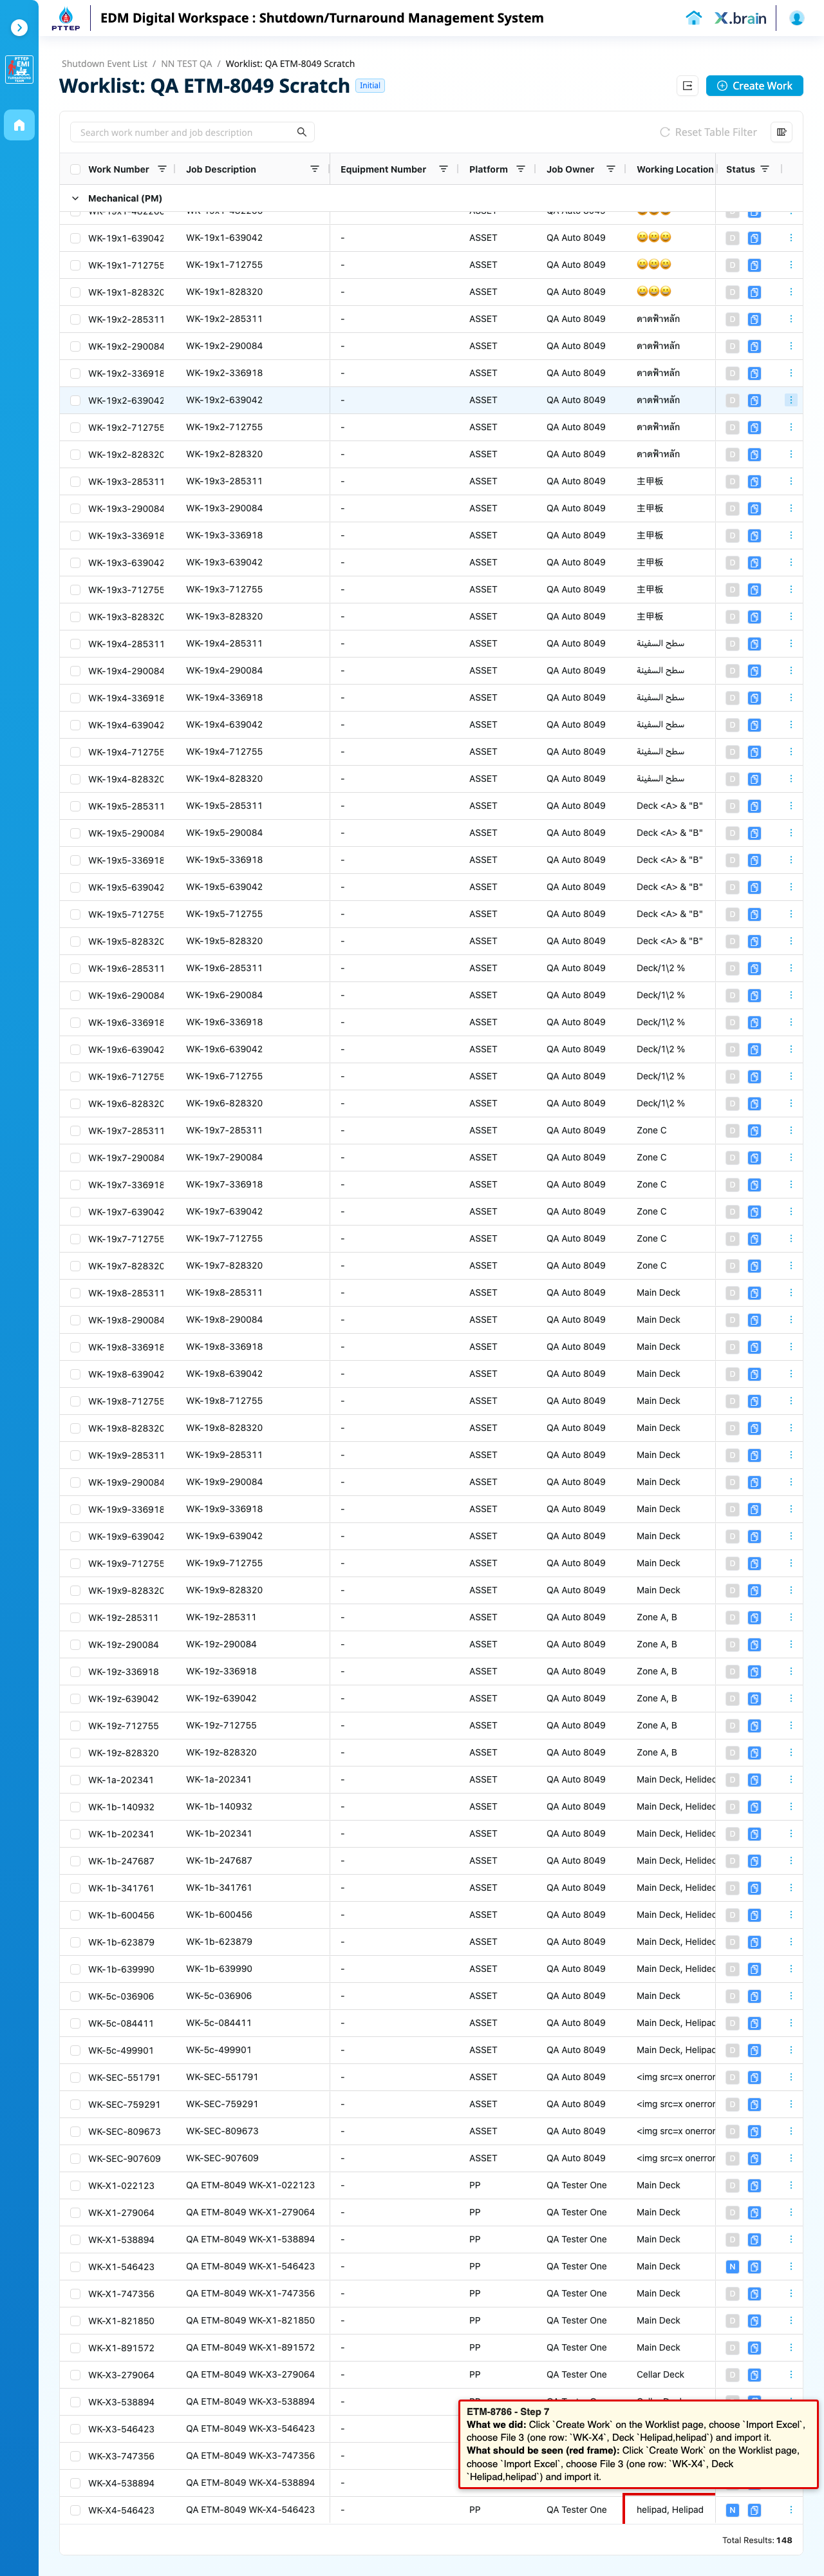 PTTEP
EDM Digital Workspace : Shutdown/Turnaround Management System
X.brain
Shutdown Event List / NN TEST QA / Worklist: QA ETM-8049 Scratch
Worklist: QA ETM-8049 Scratch Initial
Create Work
Search work number and job description
Reset Table Filter
Work Number Job Description Equipment Number Platform Job Owner Working Location Status
Mechanical (PM)
WK-19x1-639042 WK-19x1-639042 - ASSET QA Auto 8049 😄😄😄 D
WK-19x1-712755 WK-19x1-712755 - ASSET QA Auto 8049 😄😄😄 D
WK-19x1-828320 WK-19x1-828320 - ASSET QA Auto 8049 😄😄😄 D
WK-19x2-285311 WK-19x2-285311 - ASSET QA Auto 8049 ดาดฟ้าหลัก D
WK-19x2-290084 WK-19x2-290084 - ASSET QA Auto 8049 ดาดฟ้าหลัก D
WK-19x2-336918 WK-19x2-336918 - ASSET QA Auto 8049 ดาดฟ้าหลัก D
WK-19x2-639042 WK-19x2-639042 - ASSET QA Auto 8049 ดาดฟ้าหลัก D
WK-19x2-712755 WK-19x2-712755 - ASSET QA Auto 8049 ดาดฟ้าหลัก D
WK-19x2-828320 WK-19x2-828320 - ASSET QA Auto 8049 ดาดฟ้าหลัก D
WK-19x3-285311 WK-19x3-285311 - ASSET QA Auto 8049 主甲板 D
WK-19x3-290084 WK-19x3-290084 - ASSET QA Auto 8049 主甲板 D
WK-19x3-336918 WK-19x3-336918 - ASSET QA Auto 8049 主甲板 D
WK-19x3-639042 WK-19x3-639042 - ASSET QA Auto 8049 主甲板 D
WK-19x3-712755 WK-19x3-712755 - ASSET QA Auto 8049 主甲板 D
WK-19x3-828320 WK-19x3-828320 - ASSET QA Auto 8049 主甲板 D
WK-19x4-285311 WK-19x4-285311 - ASSET QA Auto 8049 سطح السفينة D
WK-19x4-290084 WK-19x4-290084 - ASSET QA Auto 8049 سطح السفينة D
WK-19x4-336918 WK-19x4-336918 - ASSET QA Auto 8049 سطح السفينة D
WK-19x4-639042 WK-19x4-639042 - ASSET QA Auto 8049 سطح السفينة D
WK-19x4-712755 WK-19x4-712755 - ASSET QA Auto 8049 سطح السفينة D
WK-19x4-828320 WK-19x4-828320 - ASSET QA Auto 8049 سطح السفينة D
WK-19x5-285311 WK-19x5-285311 - ASSET QA Auto 8049 Deck <A> & "B" D
WK-19x5-290084 WK-19x5-290084 - ASSET QA Auto 8049 Deck <A> & "B" D
WK-19x5-336918 WK-19x5-336918 - ASSET QA Auto 8049 Deck <A> & "B" D
WK-19x5-639042 WK-19x5-639042 - ASSET QA Auto 8049 Deck <A> & "B" D
WK-19x5-712755 WK-19x5-712755 - ASSET QA Auto 8049 Deck <A> & "B" D
WK-19x5-828320 WK-19x5-828320 - ASSET QA Auto 8049 Deck <A> & "B" D
WK-19x6-285311 WK-19x6-285311 - ASSET QA Auto 8049 Deck/1\2 % D
WK-19x6-290084 WK-19x6-290084 - ASSET QA Auto 8049 Deck/1\2 % D
WK-19x6-336918 WK-19x6-336918 - ASSET QA Auto 8049 Deck/1\2 % D
WK-19x6-639042 WK-19x6-639042 - ASSET QA Auto 8049 Deck/1\2 % D
WK-19x6-712755 WK-19x6-712755 - ASSET QA Auto 8049 Deck/1\2 % D
WK-19x6-828320 WK-19x6-828320 - ASSET QA Auto 8049 Deck/1\2 % D
WK-19x7-285311 WK-19x7-285311 - ASSET QA Auto 8049 Zone C D
WK-19x7-290084 WK-19x7-290084 - ASSET QA Auto 8049 Zone C D
WK-19x7-336918 WK-19x7-336918 - ASSET QA Auto 8049 Zone C D
WK-19x7-639042 WK-19x7-639042 - ASSET QA Auto 8049 Zone C D
WK-19x7-712755 WK-19x7-712755 - ASSET QA Auto 8049 Zone C D
WK-19x7-828320 WK-19x7-828320 - ASSET QA Auto 8049 Zone C D
WK-19x8-285311 WK-19x8-285311 - ASSET QA Auto 8049 Main Deck D
WK-19x8-290084 WK-19x8-290084 - ASSET QA Auto 8049 Main Deck D
WK-19x8-336918 WK-19x8-336918 - ASSET QA Auto 8049 Main Deck D
WK-19x8-639042 WK-19x8-639042 - ASSET QA Auto 8049 Main Deck D
WK-19x8-712755 WK-19x8-712755 - ASSET QA Auto 8049 Main Deck D
WK-19x8-828320 WK-19x8-828320 - ASSET QA Auto 8049 Main Deck D
WK-19x9-285311 WK-19x9-285311 - ASSET QA Auto 8049 Main Deck D
WK-19x9-290084 WK-19x9-290084 - ASSET QA Auto 8049 Main Deck D
WK-19x9-336918 WK-19x9-336918 - ASSET QA Auto 8049 Main Deck D
WK-19x9-639042 WK-19x9-639042 - ASSET QA Auto 8049 Main Deck D
WK-19x9-712755 WK-19x9-712755 - ASSET QA Auto 8049 Main Deck D
WK-19x9-828320 WK-19x9-828320 - ASSET QA Auto 8049 Main Deck D
WK-19z-285311 WK-19z-285311 - ASSET QA Auto 8049 Zone A, B D
WK-19z-290084 WK-19z-290084 - ASSET QA Auto 8049 Zone A, B D
WK-19z-336918 WK-19z-336918 - ASSET QA Auto 8049 Zone A, B D
WK-19z-639042 WK-19z-639042 - ASSET QA Auto 8049 Zone A, B D
WK-19z-712755 WK-19z-712755 - ASSET QA Auto 8049 Zone A, B D
WK-19z-828320 WK-19z-828320 - ASSET QA Auto 8049 Zone A, B D
WK-1a-202341 WK-1a-202341 - ASSET QA Auto 8049 Main Deck, Helidec D
WK-1b-140932 WK-1b-140932 - ASSET QA Auto 8049 Main Deck, Helidec D
WK-1b-202341 WK-1b-202341 - ASSET QA Auto 8049 Main Deck, Helidec D
WK-1b-247687 WK-1b-247687 - ASSET QA Auto 8049 Main Deck, Helidec D
WK-1b-341761 WK-1b-341761 - ASSET QA Auto 8049 Main Deck, Helidec D
WK-1b-600456 WK-1b-600456 - ASSET QA Auto 8049 Main Deck, Helidec D
WK-1b-623879 WK-1b-623879 - ASSET QA Auto 8049 Main Deck, Helidec D
WK-1b-639990 WK-1b-639990 - ASSET QA Auto 8049 Main Deck, Helidec D
WK-5c-036906 WK-5c-036906 - ASSET QA Auto 8049 Main Deck D
WK-5c-084411 WK-5c-084411 - ASSET QA Auto 8049 Main Deck, Helipad D
WK-5c-499901 WK-5c-499901 - ASSET QA Auto 8049 Main Deck, Helipad D
WK-SEC-551791 WK-SEC-551791 - ASSET QA Auto 8049 <img src=x onerror D
WK-SEC-759291 WK-SEC-759291 - ASSET QA Auto 8049 <img src=x onerror D
WK-SEC-809673 WK-SEC-809673 - ASSET QA Auto 8049 <img src=x onerror D
WK-SEC-907609 WK-SEC-907609 - ASSET QA Auto 8049 <img src=x onerror D
WK-X1-022123 QA ETM-8049 WK-X1-022123 - PP QA Tester One Main Deck D
WK-X1-279064 QA ETM-8049 WK-X1-279064 - PP QA Tester One Main Deck D
WK-X1-538894 QA ETM-8049 WK-X1-538894 - PP QA Tester One Main Deck D
WK-X1-546423 QA ETM-8049 WK-X1-546423 - PP QA Tester One Main Deck N
WK-X1-747356 QA ETM-8049 WK-X1-747356 - PP QA Tester One Main Deck D
WK-X1-821850 QA ETM-8049 WK-X1-821850 - PP QA Tester One Main Deck D
WK-X1-891572 QA ETM-8049 WK-X1-891572 - PP QA Tester One Main Deck D
WK-X3-279064 QA ETM-8049 WK-X3-279064 - PP QA Tester One Cellar Deck D
WK-X3-538894 QA ETM-8049 WK-X3-538894 -
WK-X3-546423 QA ETM-8049 WK-X3-546423 -
WK-X3-747356 QA ETM-8049 WK-X3-747356 -
WK-X4-538894 QA ETM-8049 WK-X4-538894 -
ETM-8786 - Step 7
What we did: Click `Create Work` on the Worklist page, choose `Import Excel`,
choose File 3 (one row: `WK-X4`, Deck `Helipad,helipad`) and import it.
What should be seen (red frame): Click `Create Work` on the Worklist page,
choose `Import Excel`, choose File 3 (one row: `WK-X4`, Deck
`Helipad,helipad`) and import it.
WK-X4-546423 QA ETM-8049 WK-X4-546423 - PP QA Tester One helipad, Helipad N
Total Results: 148